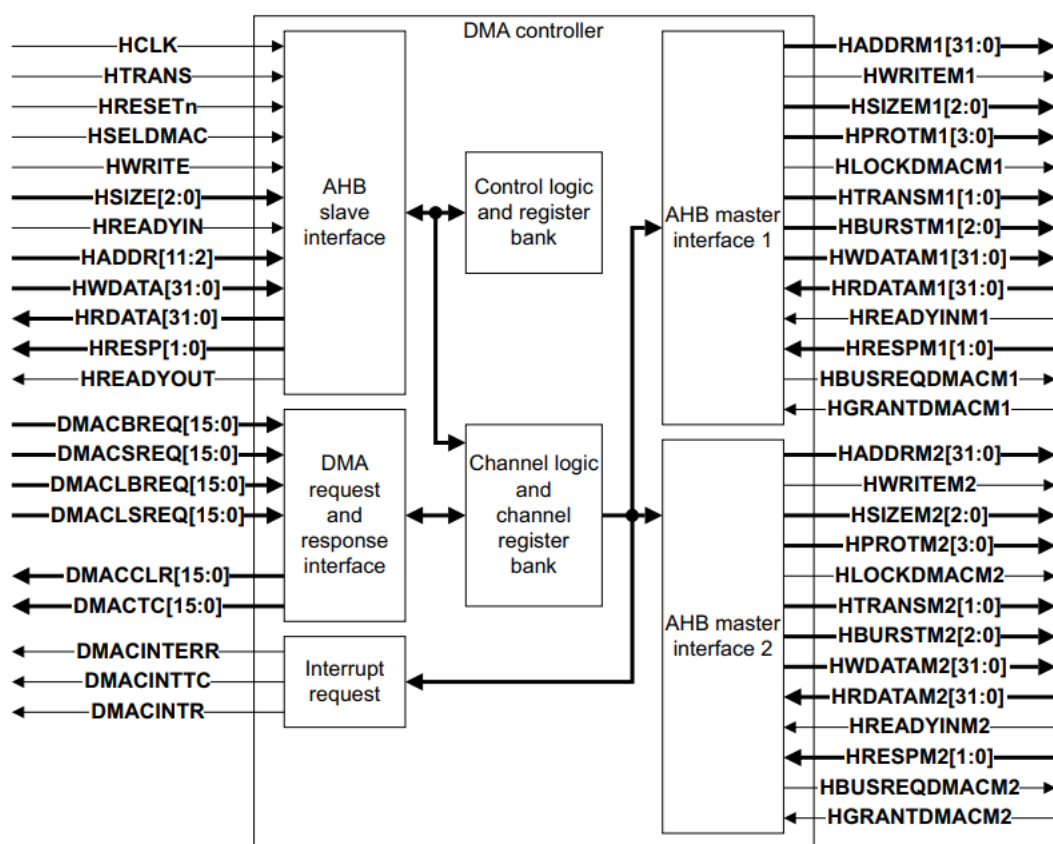 DMA controller
HCLK
HTRANS
HRESETn
HSELDMAC
HWRITE
HSIZE[2:0]
HREADYIN
HADDR[11:2]
HWDATA[31:0]
HRDATA[31:0]
HRESP[1:0]
HREADYOUT
DMACBREQ[15:0]
DMACSREQ[15:0]
DMACLBREQ[15:0]
DMACLSREQ[15:0]
DMACCLR[15:0]
DMACTC[15:0]
DMACINTERR
DMACINTTC
DMACINTR
AHB
slave
interface
DMA
request
and
response
interface
Interrupt
request
Control logic
and register
bank
Channel logic
and
channel
register
bank
AHB master
interface 1
AHB master
interface 2
HADDRM1[31:0]
HWRITEM1
HSIZEM1[2:0]
HPROTM1[3:0]
HLOCKDMACM1
HTRANSM1[1:0]
HBURSTM1[2:0]
HWDATAM1[31:0]
HRDATAM1[31:0]
HREADYINM1
HRESPM1[1:0]
HBUSREQDMACM1
HGRANTDMACM1
HADDRM2[31:0]
HWRITEM2
HSIZEM2[2:0]
HPROTM2[3:0]
HLOCKDMACM2
HTRANSM2[1:0]
HBURSTM2[2:0]
HWDATAM2[31:0]
HRDATAM2[31:0]
HREADYINM2
HRESPM2[1:0]
HBUSREQDMACM2
HGRANTDMACM2